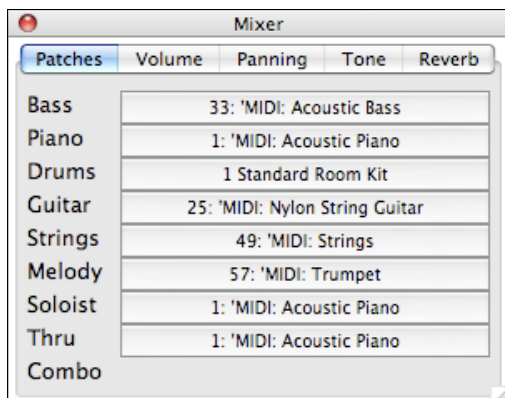 Mixer
Patches Volume Panning Tone Reverb
Bass 33: 'MIDI: Acoustic Bass
Piano 1: 'MIDI: Acoustic Piano
Drums 1 Standard Room Kit
Guitar 25: 'MIDI: Nylon String Guitar
Strings 49: 'MIDI: Strings
Melody 57: 'MIDI: Trumpet
Soloist 1: 'MIDI: Acoustic Piano
Thru 1: 'MIDI: Acoustic Piano
Combo